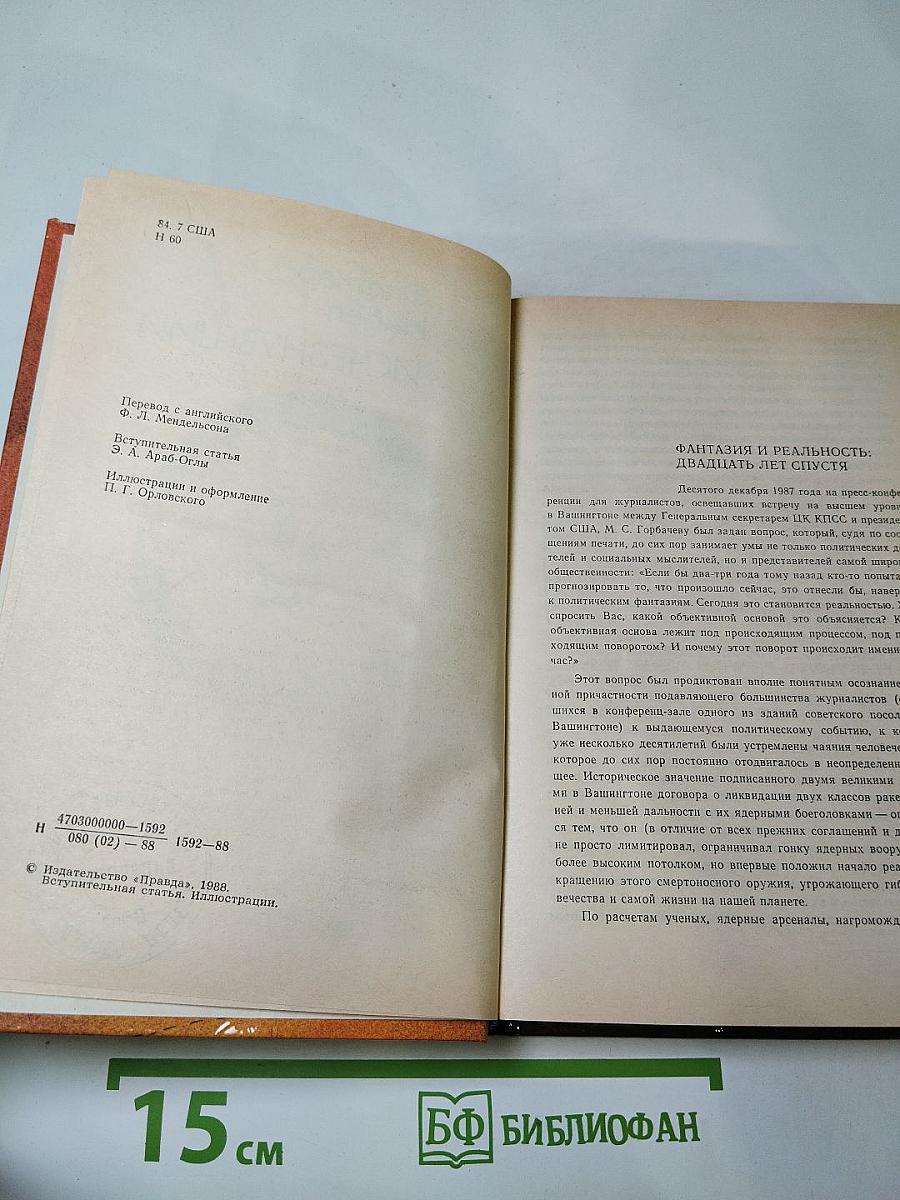 84. 7 США
Н 60
Перевод с английского
Ф. Л. Мендельсона
Вступительная статья
Э. А. Араб-Оглы
Иллюстрации и оформление
П. Г. Орловского
Н 4703000000—1592
080 (02) — 88 1592—88
© Издательство «Правда», 1988.
Вступительная статья. Иллюстрации.
ФАНТАЗИЯ И РЕАЛЬНОСТЬ:
ДВАДЦАТЬ ЛЕТ СПУСТЯ
Десятого декабря 1987 года на пресс-конфе
ренции для журналистов, освещавших встречу на высшем уровн
в Вашингтоне между Генеральным секретарем ЦК КПСС и президе
том США, М. С. Горбачеву был задан вопрос, который, судя по соо
щениям печати, до сих пор занимает умы не только политических де
телей и социальных мыслителей, но и представителей самой широ
общественности: «Если бы два-три года тому назад кто-то попыта
прогнозировать то, что произошло сейчас, это отнесли бы, навер
к политическим фантазиям. Сегодня это становится реальностью.
спросить Вас, какой объективной основой это объясняется? К
объективная основа лежит под происходящим процессом, под п
ходящим поворотом? И почему этот поворот происходит именн
час?»
Этот вопрос был продиктован вполне понятным осознание
ной причастности подавляющего большинства журналистов (
шихся в конференц-зале одного из зданий советского посол
Вашингтоне) к выдающемуся политическому событию, к к
уже несколько десятилетий были устремлены чаяния человече
которое до сих пор постоянно отодвигалось в неопределенн
щее. Историческое значение подписанного двумя великими
ми в Вашингтоне договора о ликвидации двух классов раке
ней и меньшей дальности с их ядерными боеголовками — оп
ся тем, что он (в отличие от всех прежних соглашений и д
не просто лимитировал, ограничивал гонку ядерных воору
более высоким потолком, но впервые положил начало реа
кращению этого смертоносного оружия, угрожающего гиб
вечества и самой жизни на нашей планете.
По расчетам ученых, ядерные арсеналы, нагроможд
15 см
БФ БИБЛИОФАН